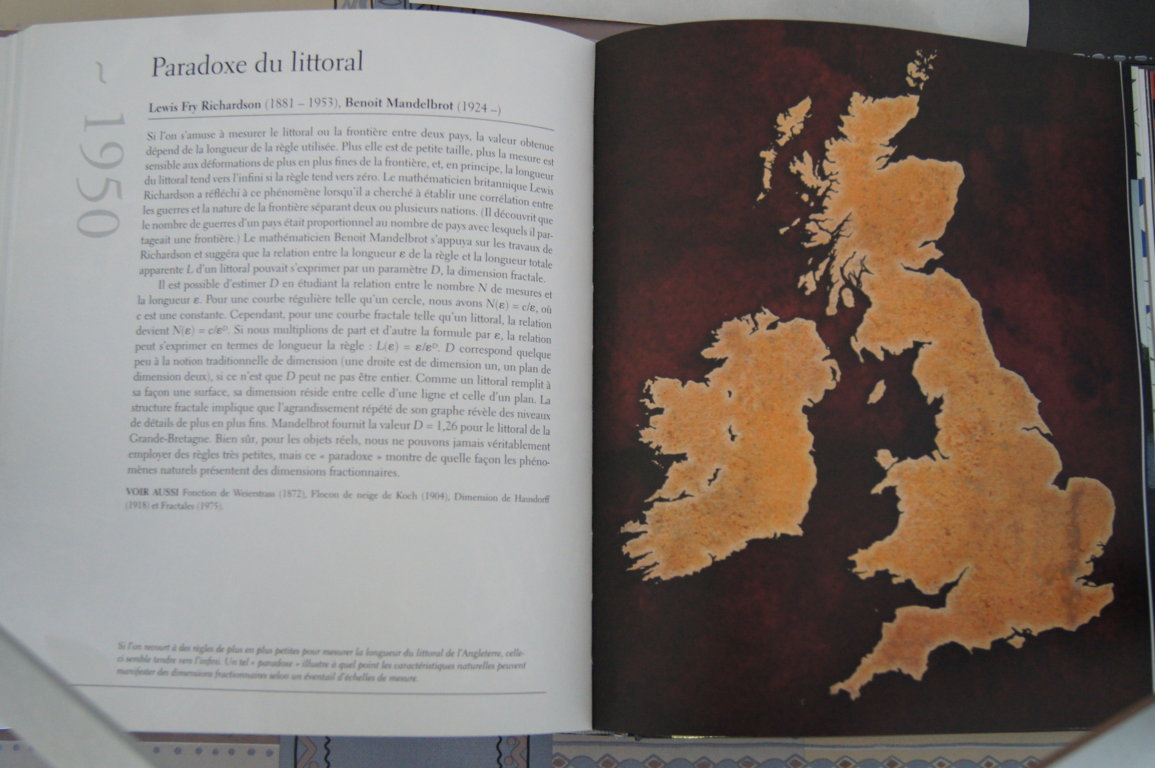 ~ 1950
Paradoxe du littoral
Lewis Fry Richardson (1881 – 1953), Benoit Mandelbrot (1924 –)
Si l'on s'amuse à mesurer le littoral ou la frontière entre deux pays, la valeur obtenue
dépend de la longueur de la règle utilisée. Plus elle est de petite taille, plus la mesure est
sensible aux déformations de plus en plus fines de la frontière, et, en principe, la longueur
du littoral tend vers l'infini si la règle tend vers zéro. Le mathématicien britannique Lewis
Richardson a réfléchi à ce phénomène lorsqu'il a cherché à établir une corrélation entre
les guerres et la nature de la frontière séparant deux ou plusieurs nations. (Il découvrit que
le nombre de guerres d'un pays était proportionnel au nombre de pays avec lesquels il par-
tageait une frontière.) Le mathématicien Benoit Mandelbrot s'appuya sur les travaux de
Richardson et suggéra que la relation entre la longueur ε de la règle et la longueur totale
apparente L d'un littoral pouvait s'exprimer par un paramètre D, la dimension fractale.
Il est possible d'estimer D en étudiant la relation entre le nombre N de mesures et
la longueur ε. Pour une courbe régulière telle qu'un cercle, nous avons N(ε) = c/ε, où
c est une constante. Cependant, pour une courbe fractale telle qu'un littoral, la relation
devient N(ε) = c/εᴰ. Si nous multiplions de part et d'autre la formule par ε, la relation
peut s'exprimer en termes de longueur la règle : L(ε) = ε/εᴰ. D correspond quelque
peu à la notion traditionnelle de dimension (une droite est de dimension un, un plan de
dimension deux), si ce n'est que D peut ne pas être entier. Comme un littoral remplit à
sa façon une surface, sa dimension réside entre celle d'une ligne et celle d'un plan. La
structure fractale implique que l'agrandissement répété de son graphe révèle des niveaux
de détails de plus en plus fins. Mandelbrot fournit la valeur D = 1,26 pour le littoral de la
Grande-Bretagne. Bien sûr, pour les objets réels, nous ne pouvons jamais véritablement
employer des règles très petites, mais ce « paradoxe » montre de quelle façon les phéno-
mènes naturels présentent des dimensions fractionnaires.
VOIR AUSSI Fonction de Weierstrass (1872), Flocon de neige de Koch (1904), Dimension de Hausdorff
(1918) et Fractales (1975).
Si l'on recourt à des règles de plus en plus petites pour mesurer la longueur du littoral de l'Angleterre, celle-
ci semble tendre vers l'infini. Un tel « paradoxe » illustre à quel point les caractéristiques naturelles peuvent
manifester des dimensions fractionnaires selon un éventail d'échelles de mesure.